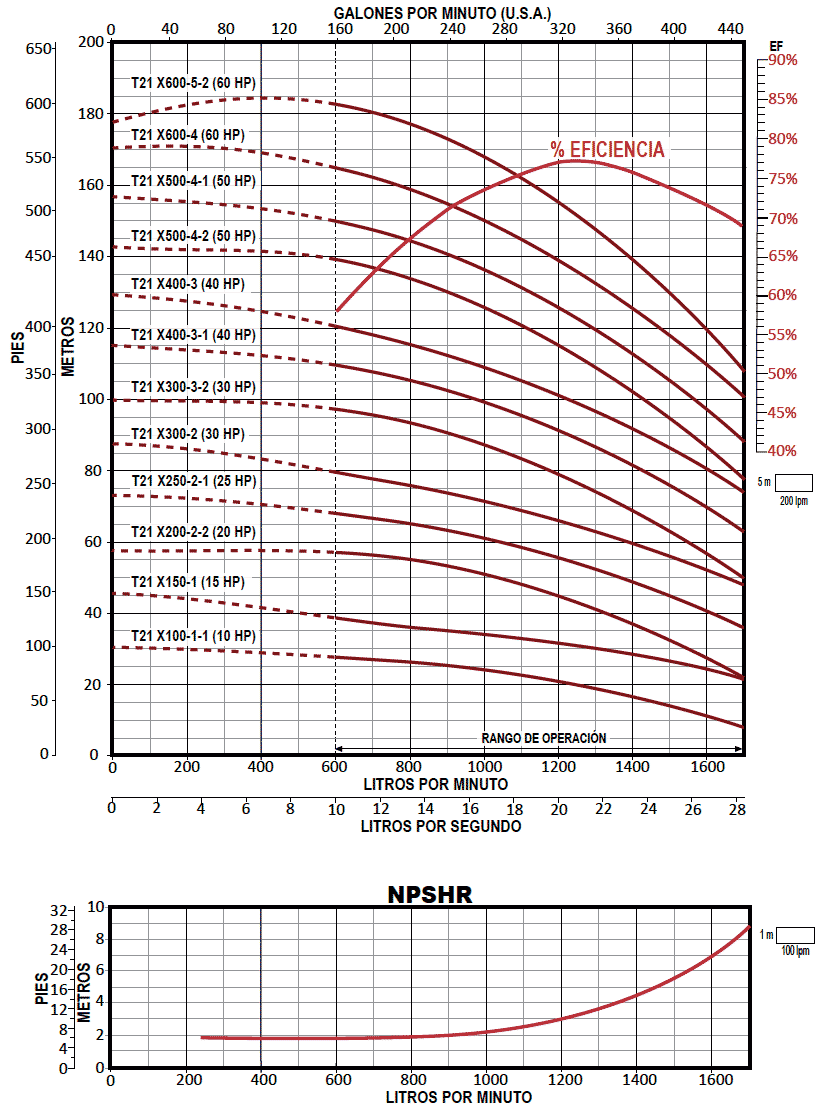 GALONES POR MINUTO (U.S.A.)
0 40 80 120 160 200 240 280 320 360 400 440
PIES
650
600
550
500
450
400
350
300
250
200
150
100
50
0
METROS
200
180
160
140
120
100
80
60
40
20
0
T21 X600-5-2 (60 HP)
T21 X600-4 (60 HP)
T21 X500-4-1 (50 HP)
T21 X500-4-2 (50 HP)
T21 X400-3 (40 HP)
T21 X400-3-1 (40 HP)
T21 X300-3-2 (30 HP)
T21 X300-2 (30 HP)
T21 X250-2-1 (25 HP)
T21 X200-2-2 (20 HP)
T21 X150-1 (15 HP)
T21 X100-1-1 (10 HP)
% EFICIENCIA
EF
90%
85%
80%
75%
70%
65%
60%
55%
50%
45%
40%
5 m
200 lpm
RANGO DE OPERACIÓN
0 200 400 600 800 1000 1200 1400 1600
LITROS POR MINUTO
0 2 4 6 8 10 12 14 16 18 20 22 24 26 28
LITROS POR SEGUNDO
NPSHR
PIES
32
28
24
20
16
12
8
4
0
METROS
10
8
6
4
2
0
1 m
100 lpm
0 200 400 600 800 1000 1200 1400 1600
LITROS POR MINUTO